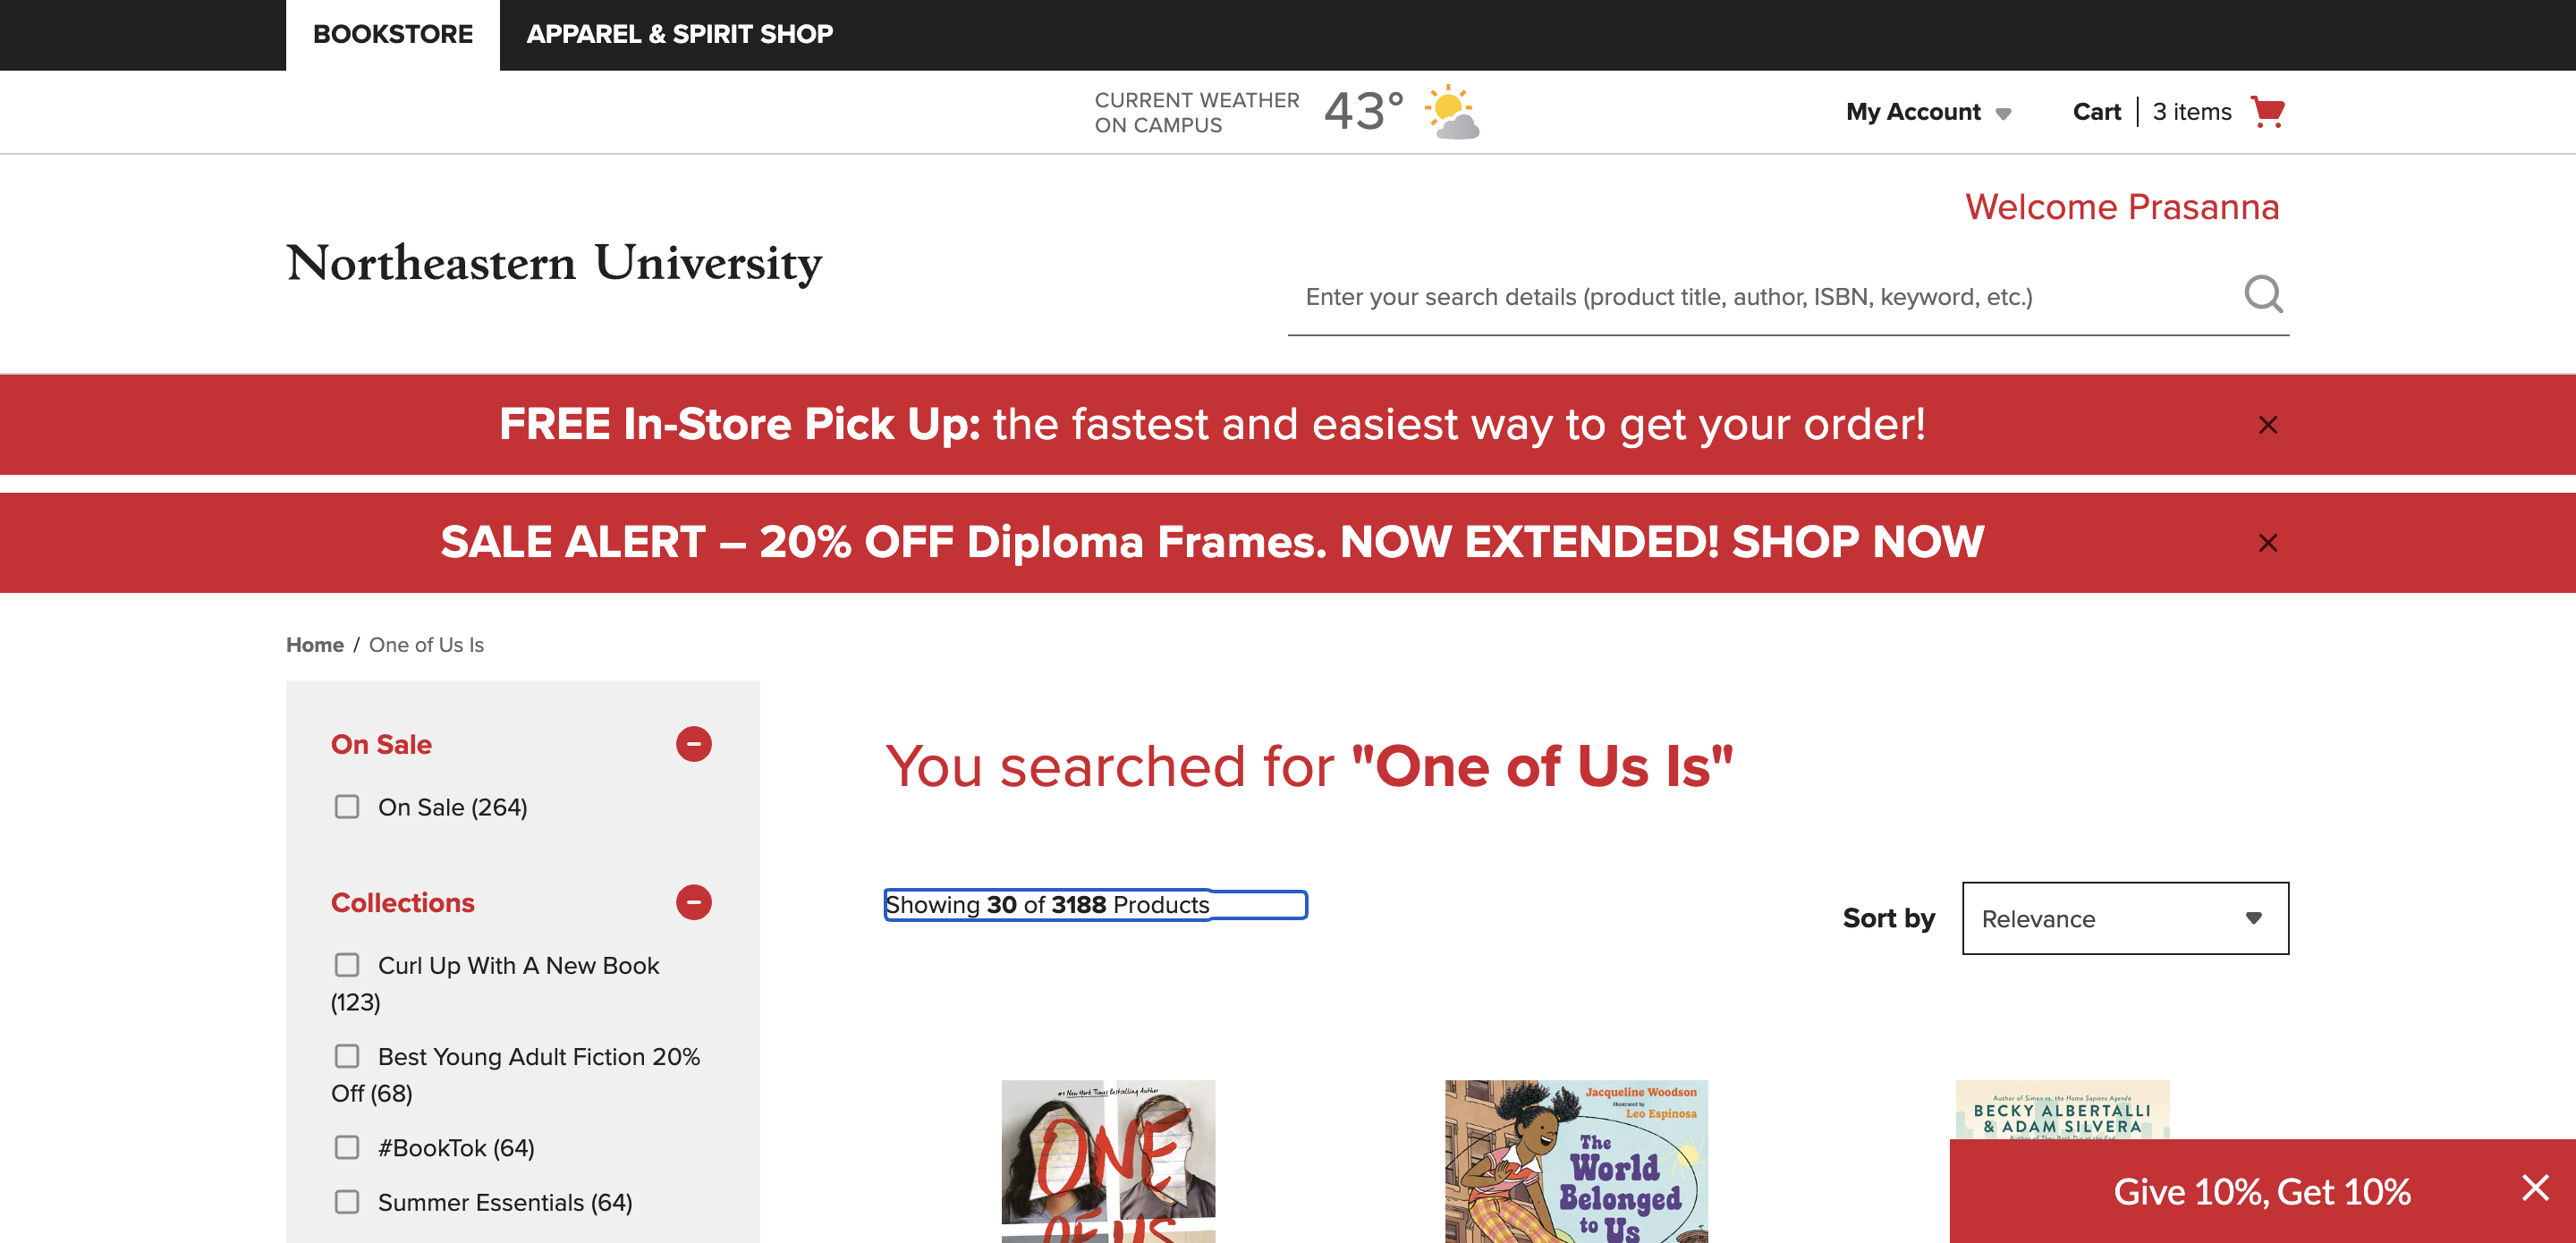 BOOKSTORE
APPAREL & SPIRIT SHOP
CURRENT WEATHER
ON CAMPUS
43°
My Account
Cart | 3 items
Welcome Prasanna
Northeastern University
Enter your search details (product title, author, ISBN, keyword, etc.)
FREE In-Store Pick Up: the fastest and easiest way to get your order!
SALE ALERT – 20% OFF Diploma Frames. NOW EXTENDED! SHOP NOW
Home / One of Us Is
On Sale
On Sale (264)
Collections
Curl Up With A New Book
(123)
Best Young Adult Fiction 20%
Off (68)
#BookTok (64)
Summer Essentials (64)
You searched for "One of Us Is"
Showing 30 of 3188 Products
Sort by
Relevance
#1 New York Times bestselling Author
ONE
OF US
Jacqueline Woodson
Illustrated by
Leo Espinosa
The
World
Belonged
to Us
Author of Simon vs. the Homo Sapiens Agenda
BECKY ALBERTALLI
& ADAM SILVERA
Give 10%, Get 10%